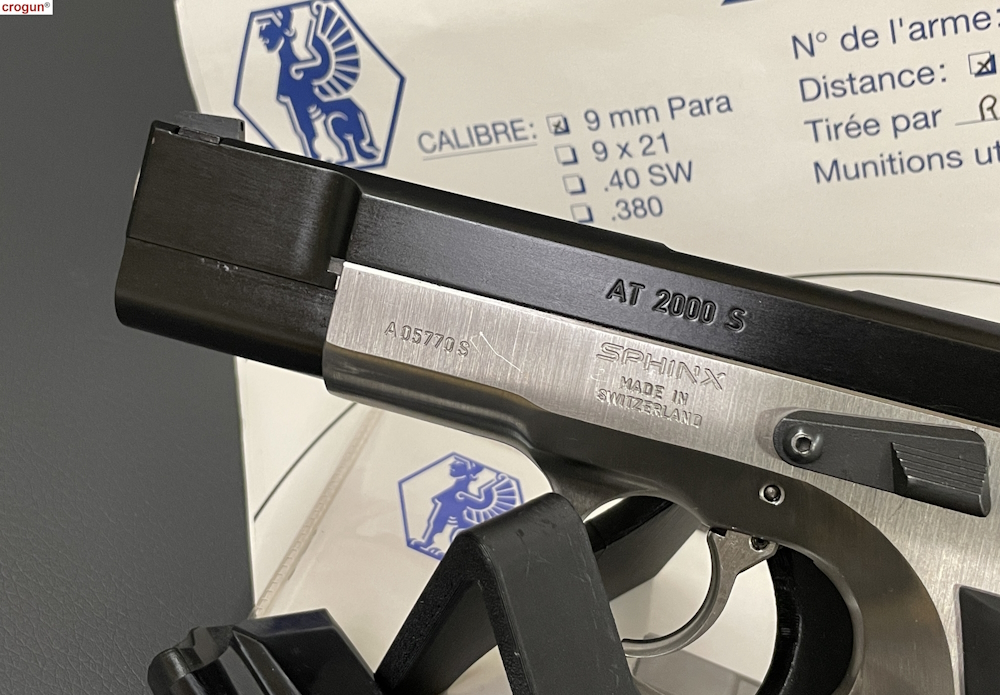 crogun®
N° de l'arme:
Distance:
CALIBRE: 9 mm Para
9 x 21
.40 SW
.380
Tirée par
Munitions ut
AT 2000 S
A05770S
SPHINX
MADE IN
SWITZERLAND